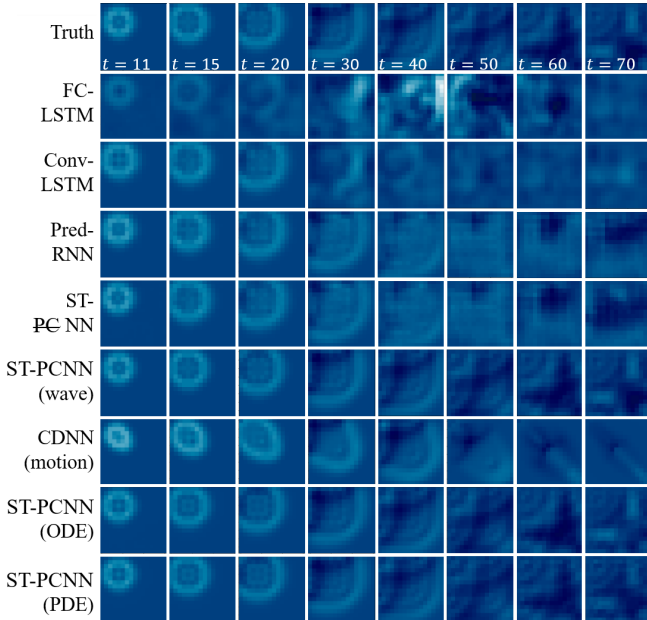 Truth
t = 11 t = 15 t = 20 t = 30 t = 40 t = 50 t = 60 t = 70
FC-
LSTM
Conv-
LSTM
Pred-
RNN
ST-
PC NN
ST-PCNN
(wave)
CDNN
(motion)
ST-PCNN
(ODE)
ST-PCNN
(PDE)